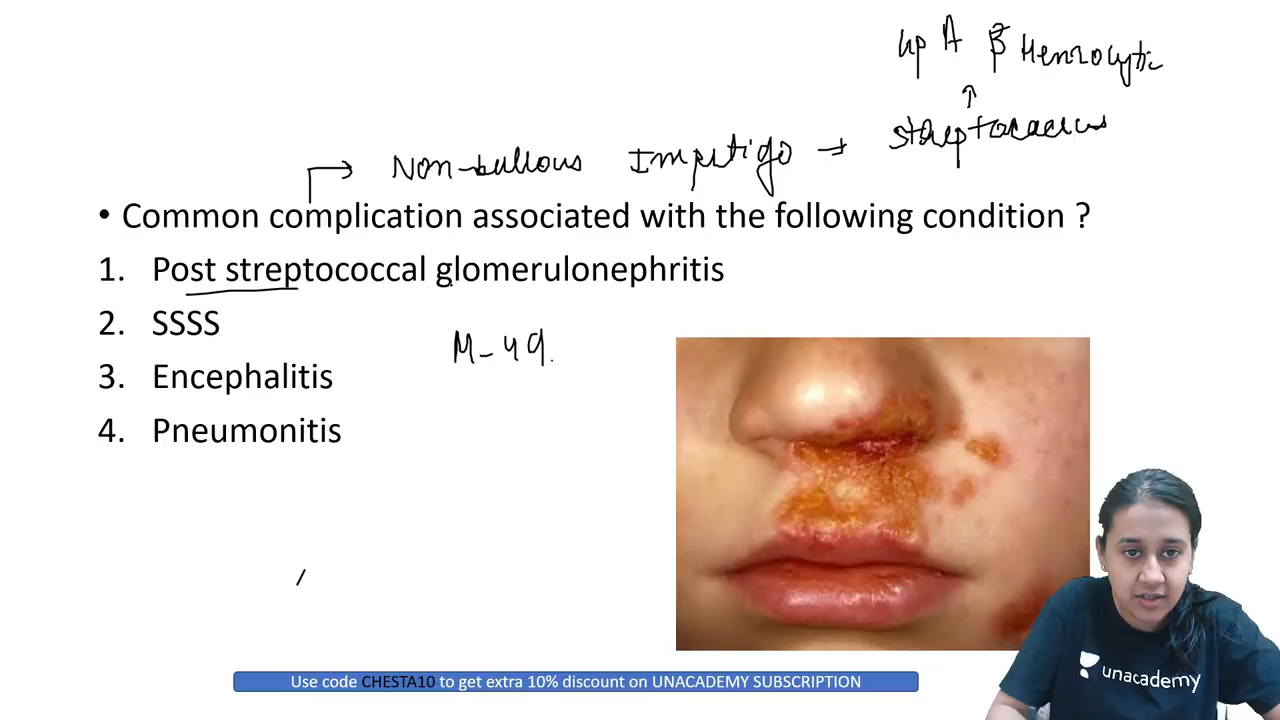 Gp A β Hemolytic
↑
streptococcus
→ Non-bullous Impetigo →
• Common complication associated with the following condition ?
1. Post streptococcal glomerulonephritis
2. SSSS
M-49.
3. Encephalitis
4. Pneumonitis
unacademy
Use code CHESTA10 to get extra 10% discount on UNACADEMY SUBSCRIPTION